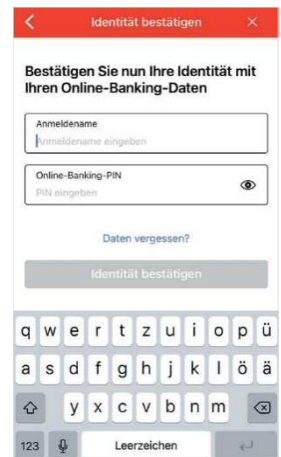 Identität bestätigen
Bestätigen Sie nun Ihre Identität mit
Ihren Online-Banking-Daten
Anmeldename
Anmeldename eingeben
Online-Banking-PIN
PIN eingeben
Daten vergessen?
Identität bestätigen
q w e r t z u i o p ü
a s d f g h j k l ö ä
y x c v b n m
123 Leerzeichen